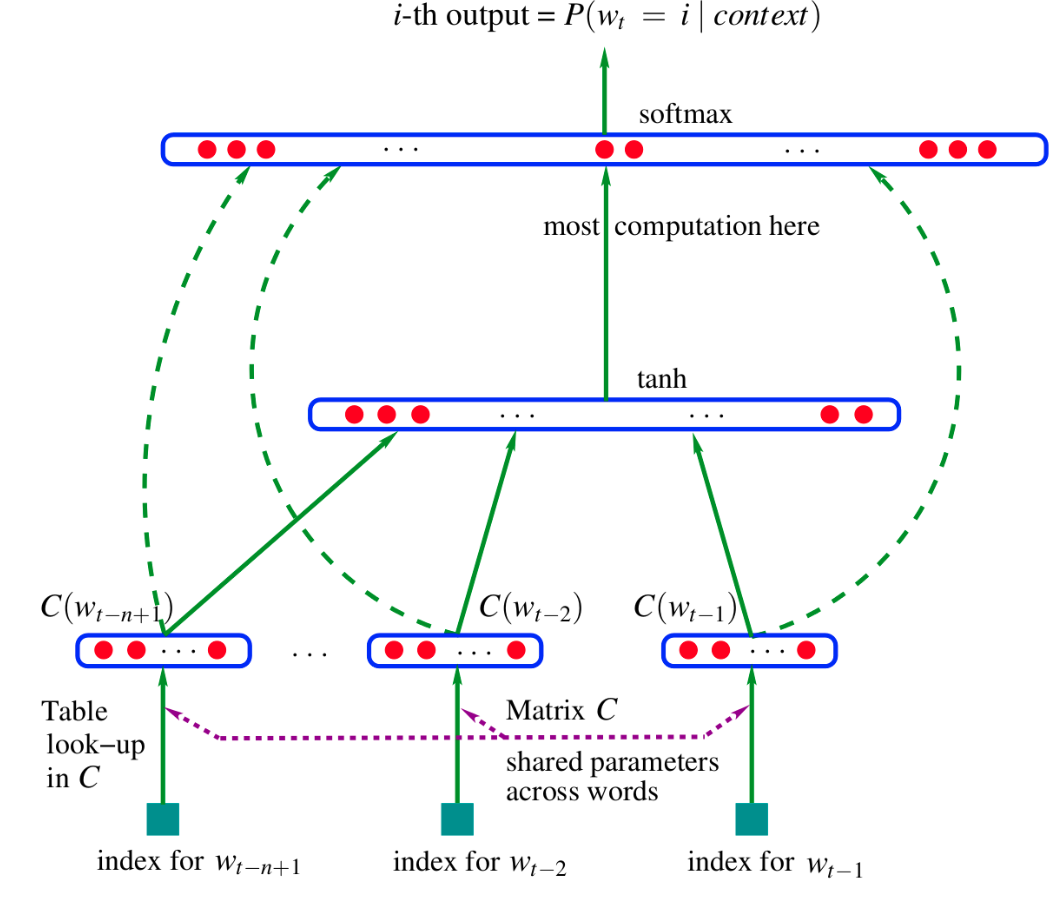 i-th output = P(w_t = i | context)
softmax
. . .
. . .
most computation here
tanh
. . .
. . .
C(w_{t−n+1})
C(w_{t−2})
C(w_{t−1})
. . .
. . .
. . .
. . .
Table
look−up
in C
Matrix C
shared parameters
across words
index for w_{t−n+1}
index for w_{t−2}
index for w_{t−1}